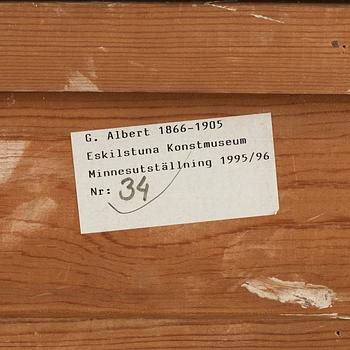 G. Albert 1866-1905
Eskilstuna Konstmuseum
Minnesutställning 1995/96
Nr: 34